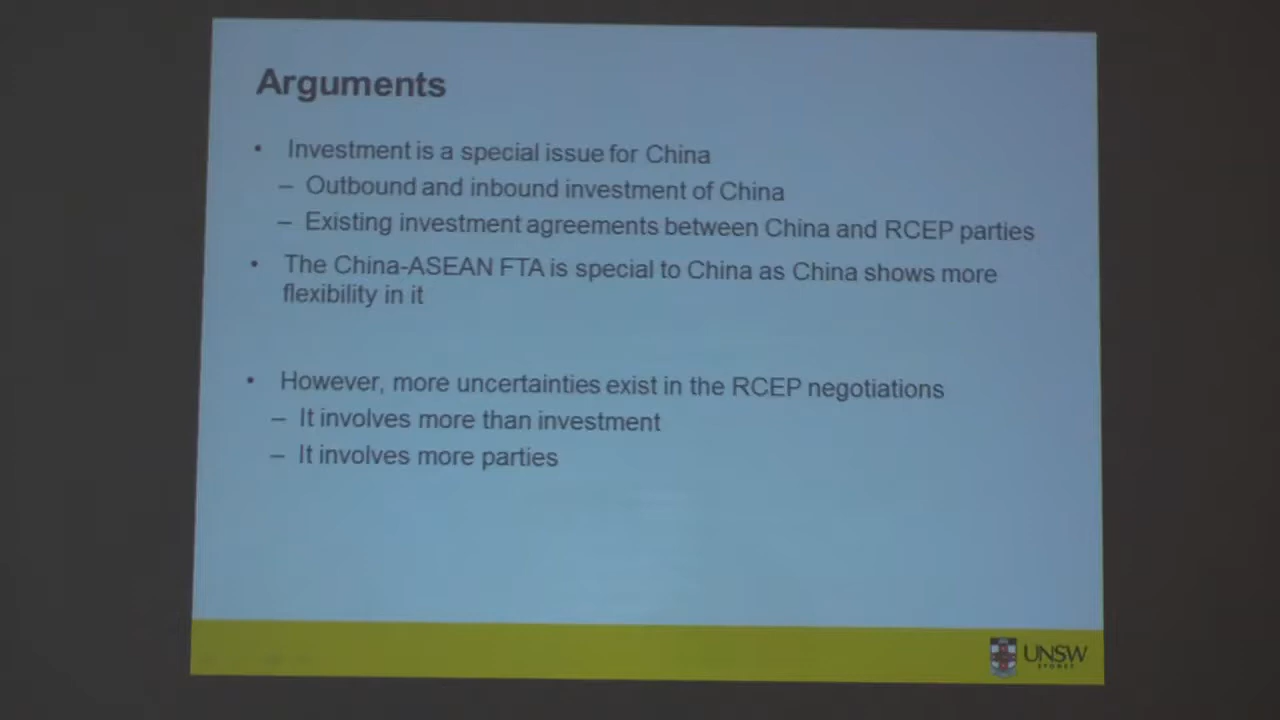 Arguments
• Investment is a special issue for China
– Outbound and inbound investment of China
– Existing investment agreements between China and RCEP parties
• The China-ASEAN FTA is special to China as China shows more
flexibility in it
• However, more uncertainties exist in the RCEP negotiations
– It involves more than investment
– It involves more parties
UNSW
SYDNEY